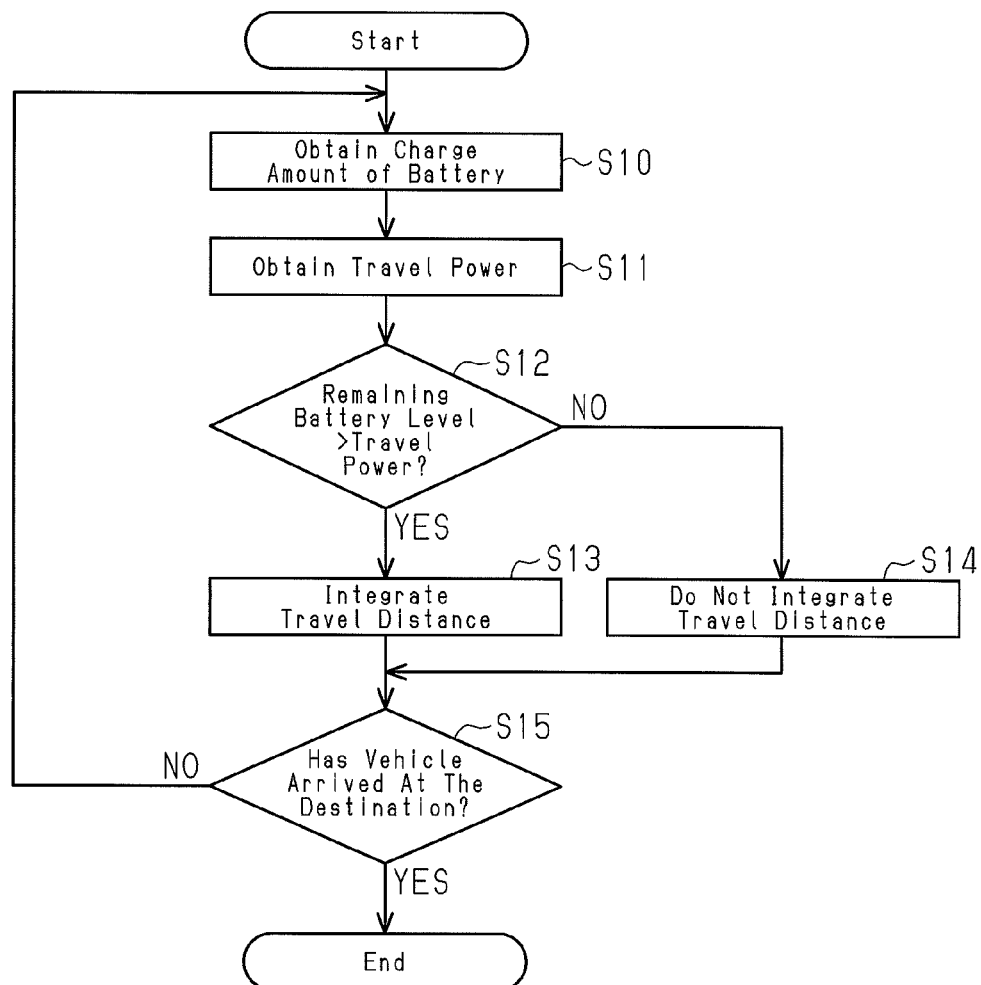 Start
Obtain Charge
Amount of Battery
S10
Obtain Travel Power
S11
S12
Remaining
Battery Level
>Travel
Power?
NO
YES
S13
Integrate
Travel Distance
S14
Do Not Integrate
Travel Distance
S15
Has Vehicle
Arrived At The
Destination?
NO
YES
End